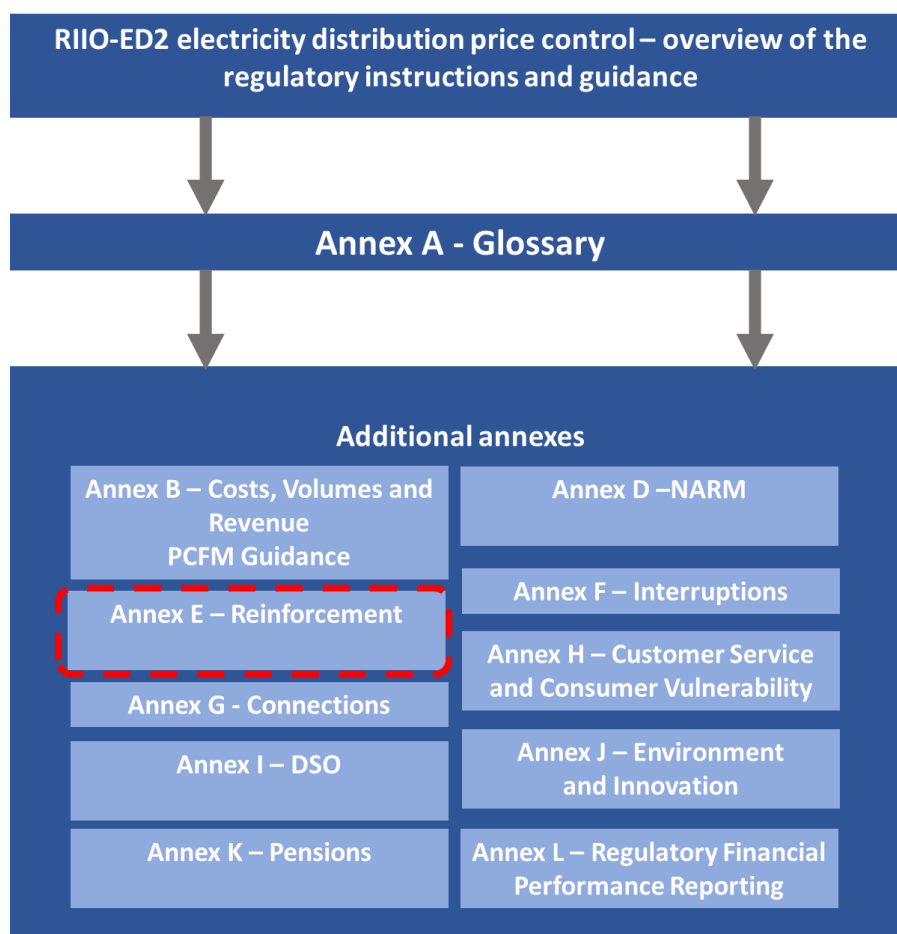 RIIO-ED2 electricity distribution price control – overview of the
regulatory instructions and guidance
Annex A - Glossary
Additional annexes
Annex B – Costs, Volumes and
Revenue
PCFM Guidance
Annex D –NARM
Annex E – Reinforcement
Annex F – Interruptions
Annex G - Connections
Annex H – Customer Service
and Consumer Vulnerability
Annex I – DSO
Annex J – Environment
and Innovation
Annex K – Pensions
Annex L – Regulatory Financial
Performance Reporting